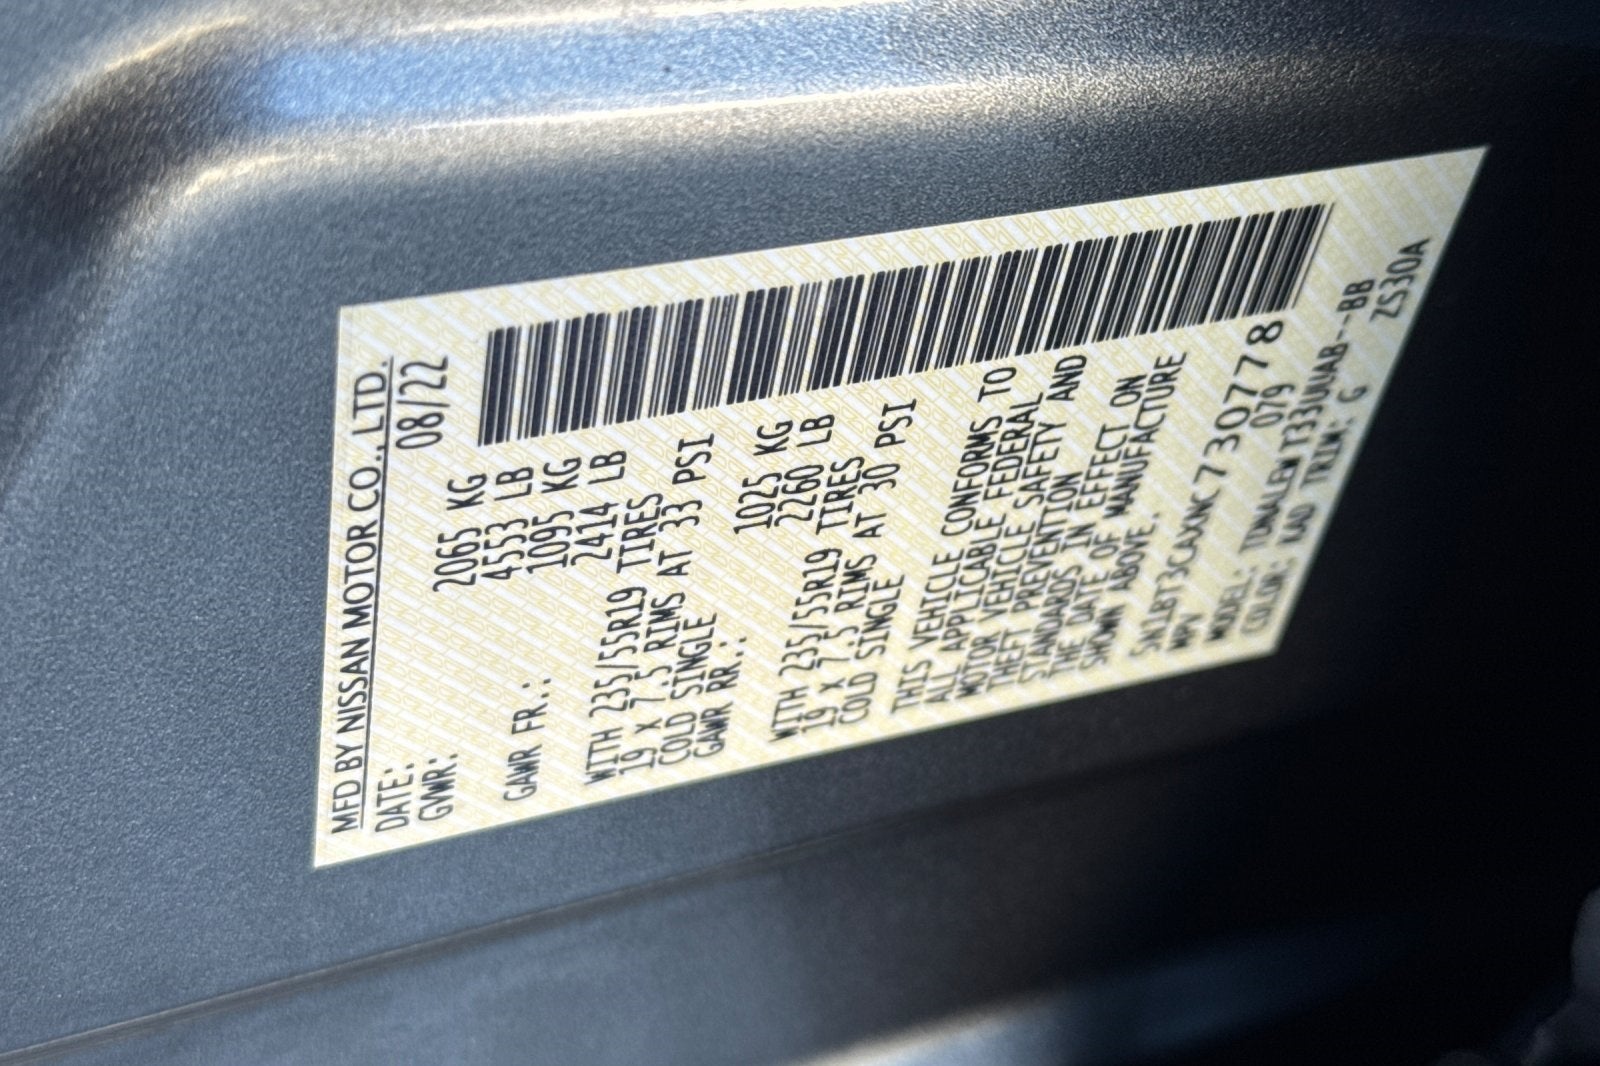 MFD BY NISSAN MOTOR CO., LTD.
DATE: 08/22
GVWR: 2065 KG
4553 LB
GAWR FR.: 1095 KG
2414 LB
WITH 235/55R19 TIRES
19 x 7.5 RIMS AT 33 PSI
COLD SINGLE
GAWR RR.: 1025 KG
2260 LB
WITH 235/55R19 TIRES
19 x 7.5 RIMS AT 30 PSI
COLD SINGLE
THIS VEHICLE CONFORMS TO
ALL APPLICABLE FEDERAL
MOTOR VEHICLE SAFETY AND
THEFT PREVENTION
STANDARDS IN EFFECT ON
THE DATE OF MANUFACTURE
SHOWN ABOVE.
5N1BT3CAXNC730778
MPV 079
MODEL: TDNALEWT33UUAB--BB
COLOR: KAD TRIM: G ZS30A